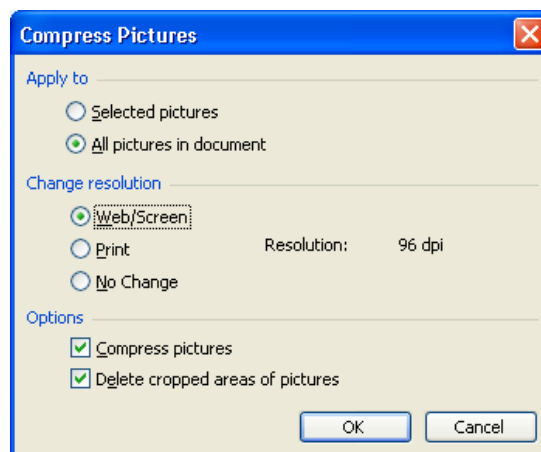 Compress Pictures
Apply to
Selected pictures
All pictures in document
Change resolution
Web/Screen
Print Resolution: 96 dpi
No Change
Options
Compress pictures
Delete cropped areas of pictures
OK Cancel